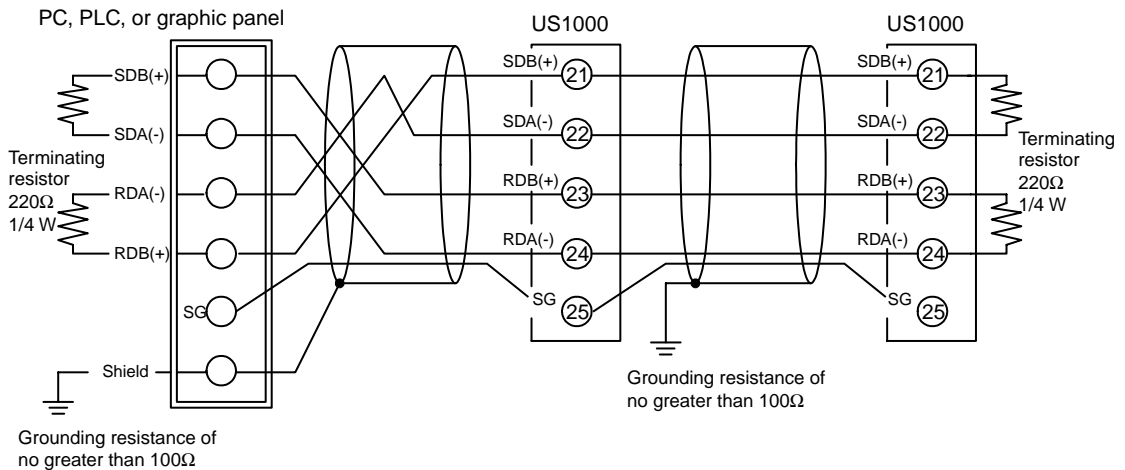 PC, PLC, or graphic panel
US1000
US1000
SDB(+)
SDB(+)
21
SDB(+)
21
SDA(-)
SDA(-)
22
SDA(-)
22
Terminating
resistor
220Ω
1/4 W
RDA(-)
RDB(+)
23
RDB(+)
23
Terminating
resistor
220Ω
1/4 W
RDB(+)
RDA(-)
24
RDA(-)
24
SG
SG
25
SG
25
Shield
Grounding resistance of
no greater than 100Ω
Grounding resistance of
no greater than 100Ω